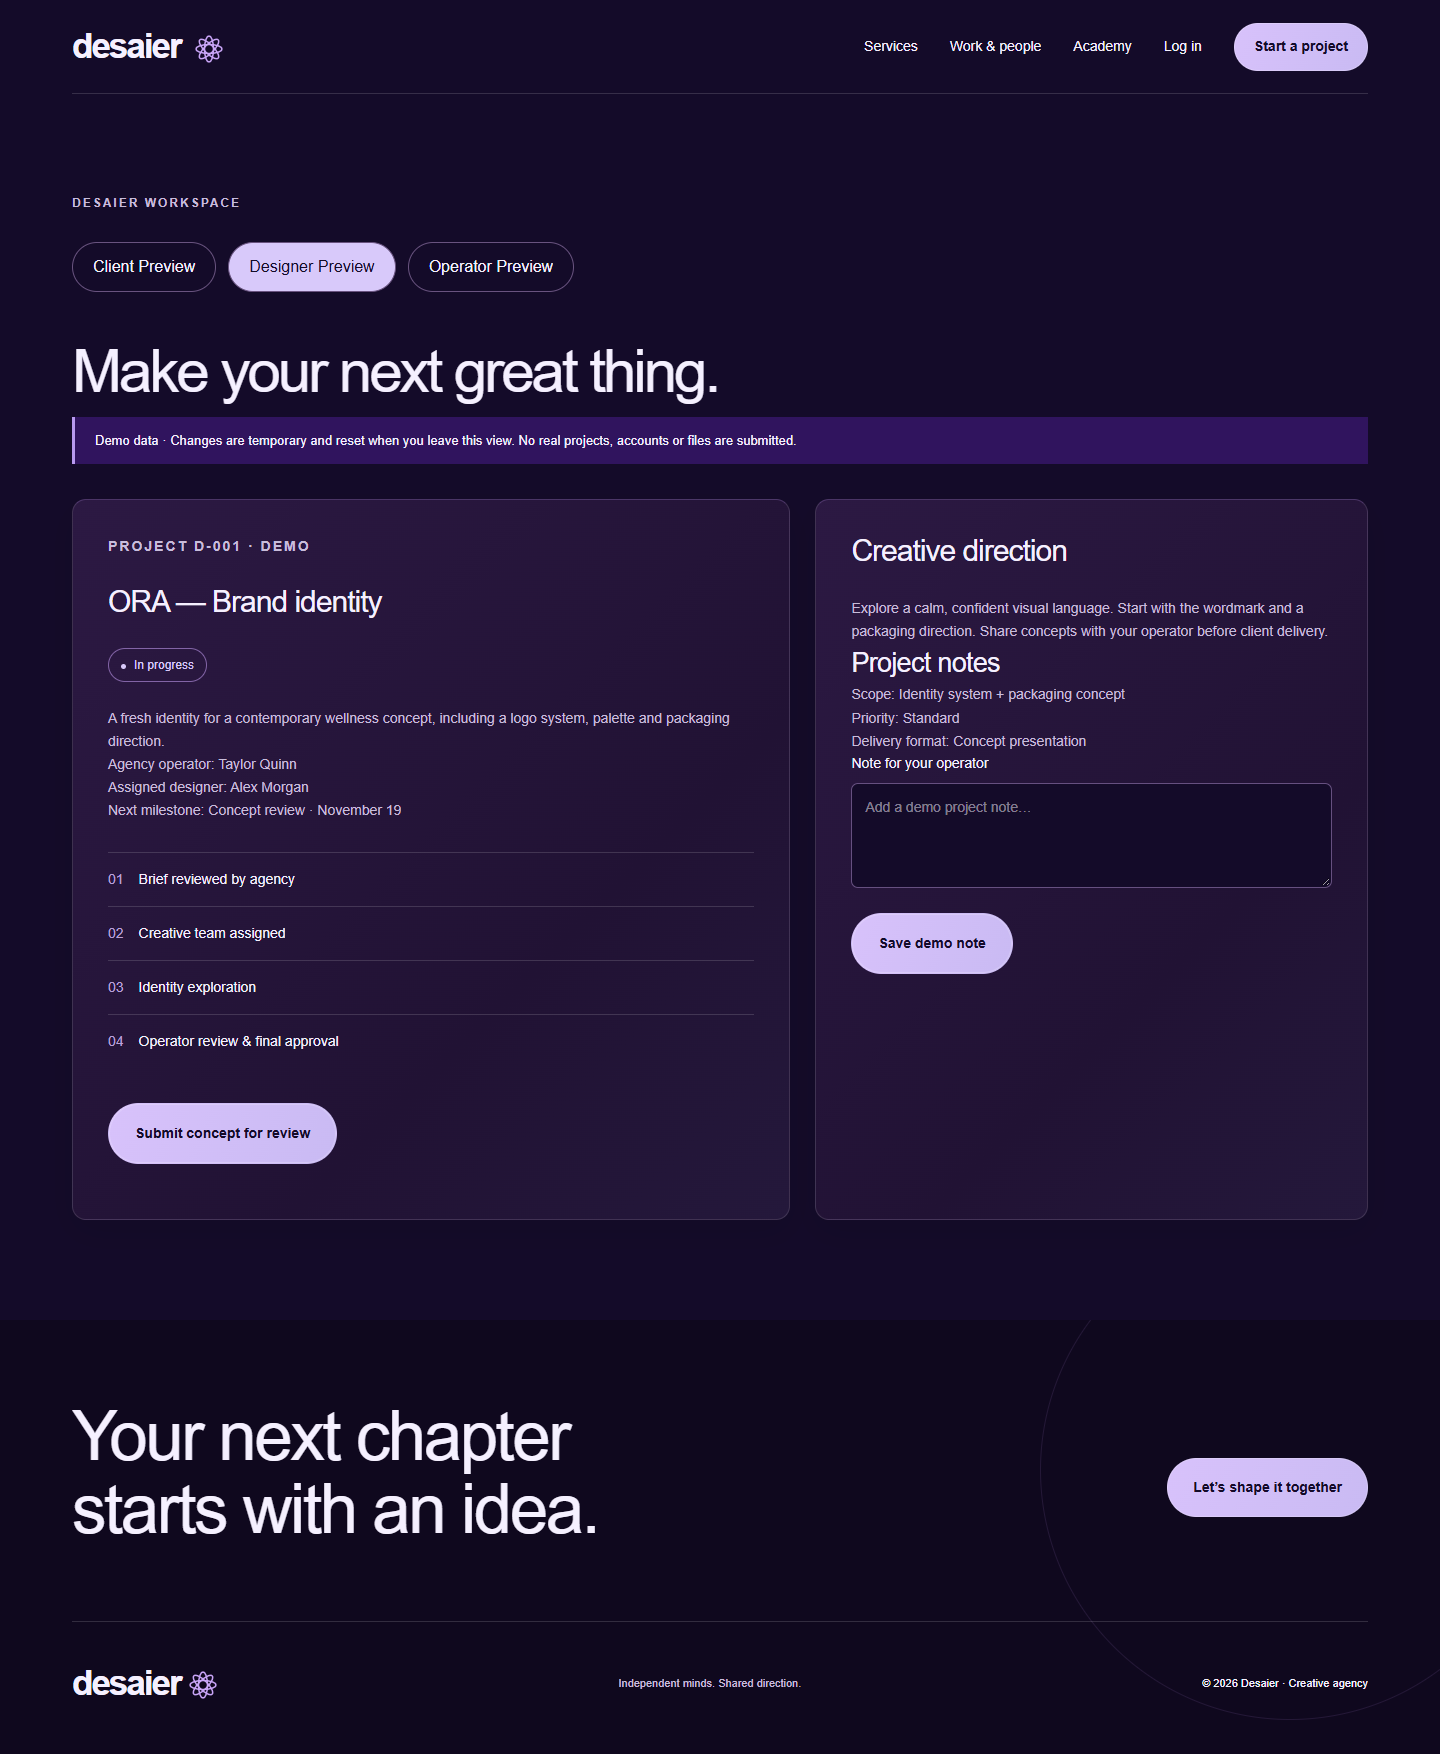 desaier
Services
Work & people
Academy
Log in
Start a project
DESAIER WORKSPACE
Client Preview
Designer Preview
Operator Preview
Make your next great thing.
Demo data · Changes are temporary and reset when you leave this view. No real projects, accounts or files are submitted.
PROJECT D-001 · DEMO
ORA — Brand identity
In progress
A fresh identity for a contemporary wellness concept, including a logo system, palette and packaging
direction.
Agency operator: Taylor Quinn
Assigned designer: Alex Morgan
Next milestone: Concept review · November 19
01 Brief reviewed by agency
02 Creative team assigned
03 Identity exploration
04 Operator review & final approval
Submit concept for review
Creative direction
Explore a calm, confident visual language. Start with the wordmark and a
packaging direction. Share concepts with your operator before client delivery.
Project notes
Scope: Identity system + packaging concept
Priority: Standard
Delivery format: Concept presentation
Note for your operator
Add a demo project note...
Save demo note
Your next chapter
starts with an idea.
Let's shape it together
desaier
Independent minds. Shared direction.
© 2026 Desaier · Creative agency